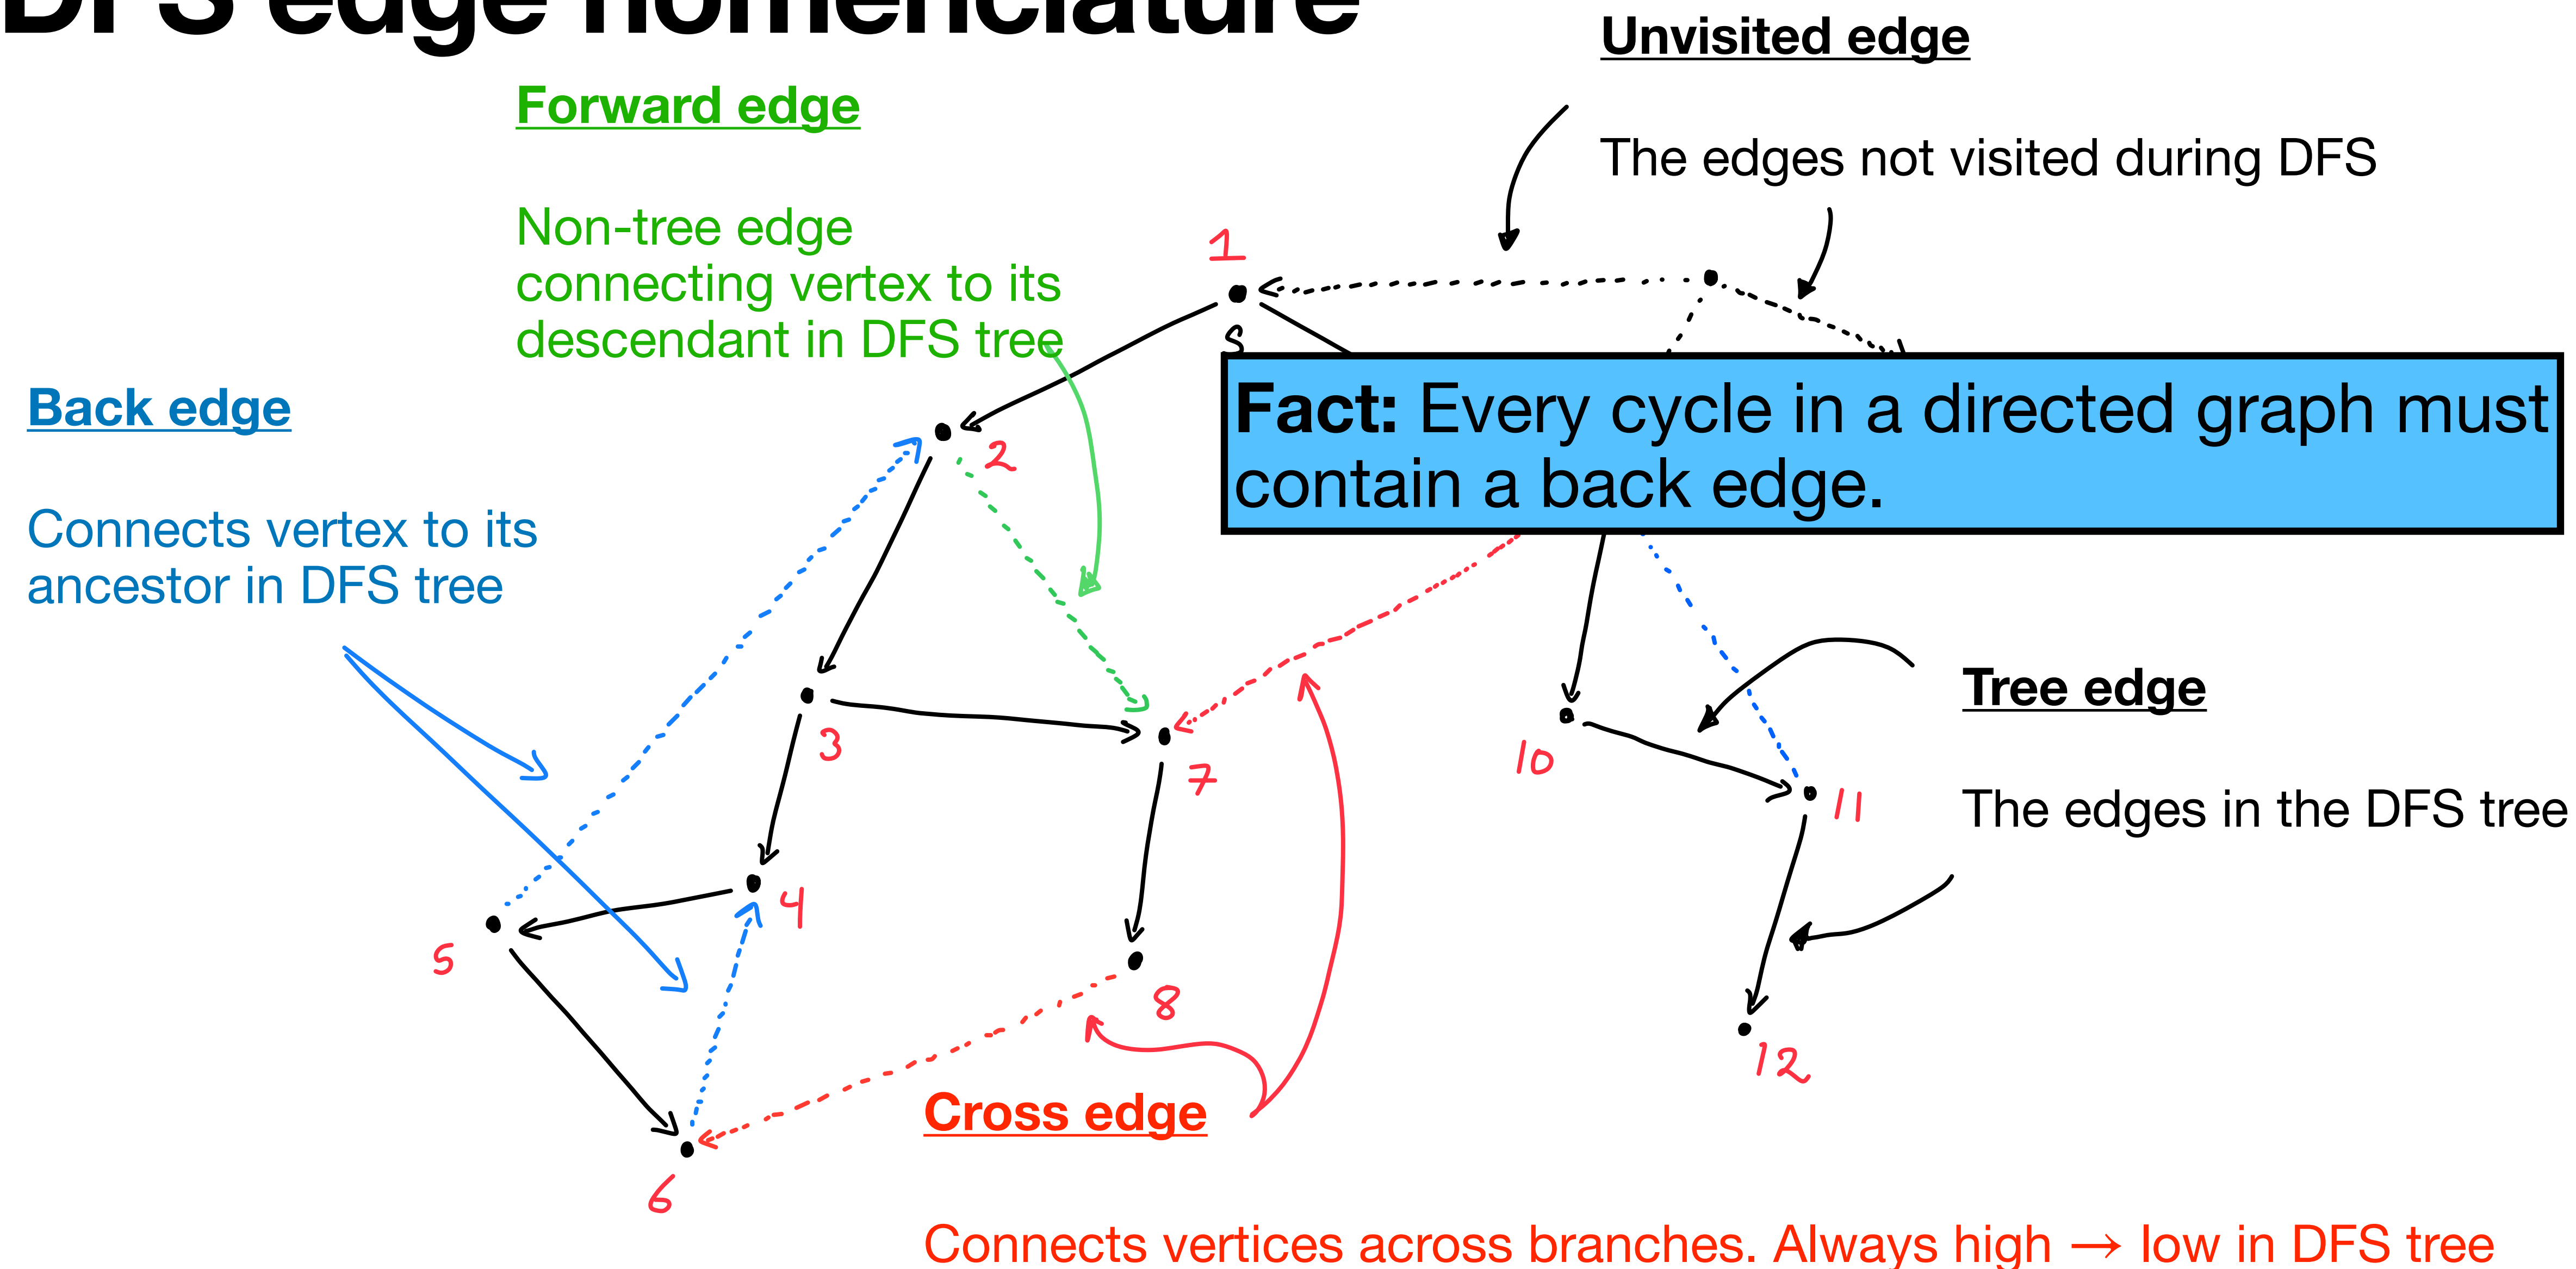 DFS edge nomenclature
Unvisited edge
The edges not visited during DFS
Forward edge
Non-tree edge
connecting vertex to its
descendant in DFS tree
1
S
Back edge
Connects vertex to its
ancestor in DFS tree
2
Fact: Every cycle in a directed graph must
contain a back edge.
3
7
10
11
Tree edge
The edges in the DFS tree
4
5
8
12
6
Cross edge
Connects vertices across branches. Always high → low in DFS tree